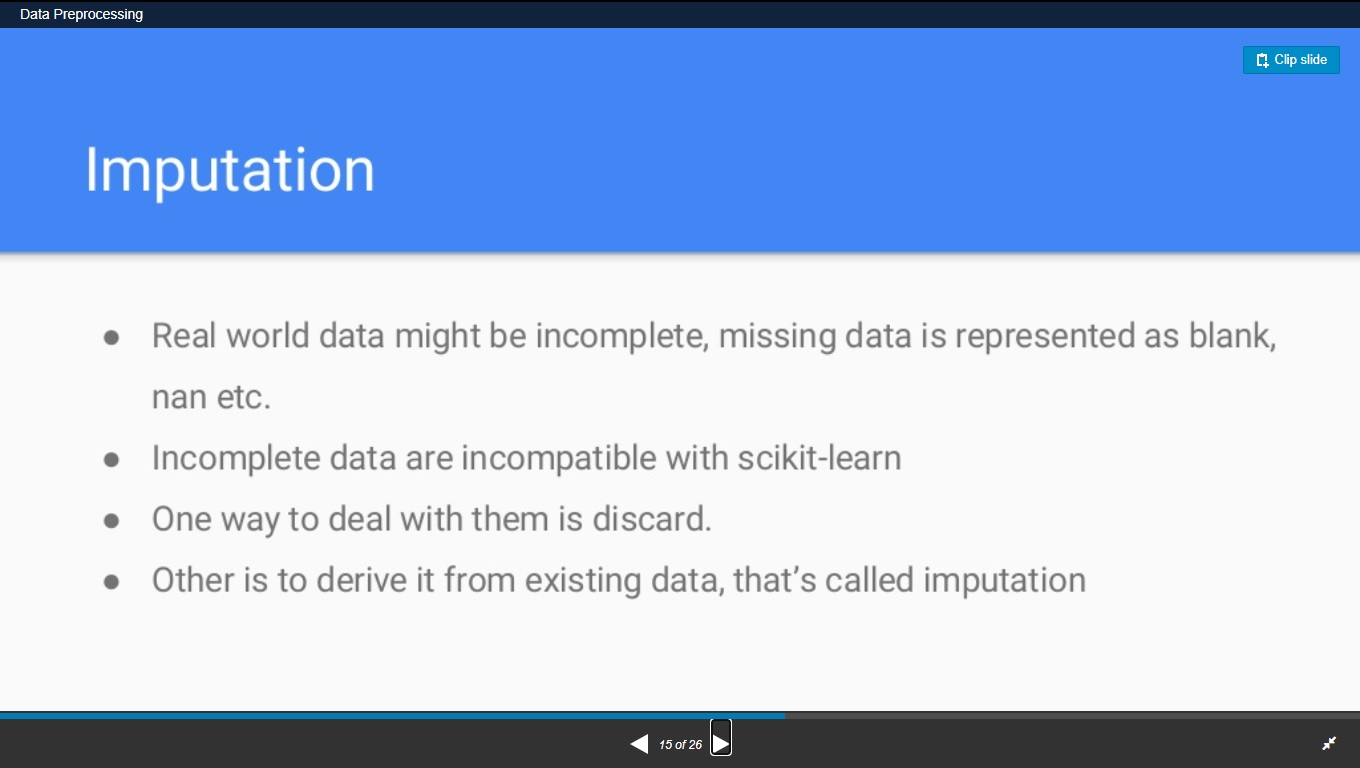 Data Preprocessing
Clip slide
Imputation
● Real world data might be incomplete, missing data is represented as blank,
nan etc.
● Incomplete data are incompatible with scikit-learn
● One way to deal with them is discard.
● Other is to derive it from existing data, that’s called imputation
15 of 26